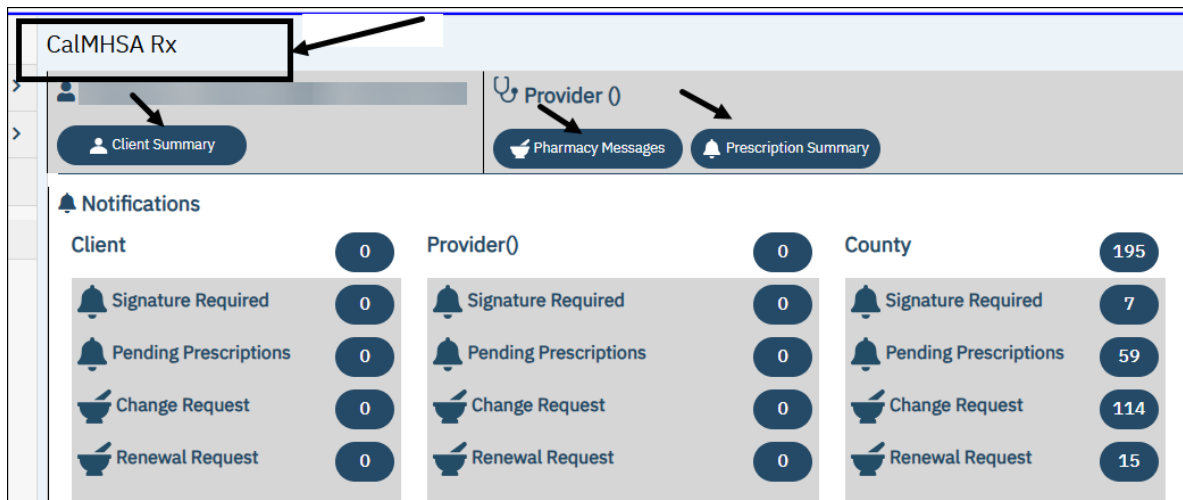 CalMHSA Rx
Provider ()
Client Summary
Pharmacy Messages
Prescription Summary
Notifications
Client 0
Signature Required 0
Pending Prescriptions 0
Change Request 0
Renewal Request 0
Provider() 0
Signature Required 0
Pending Prescriptions 0
Change Request 0
Renewal Request 0
County 195
Signature Required 7
Pending Prescriptions 59
Change Request 114
Renewal Request 15